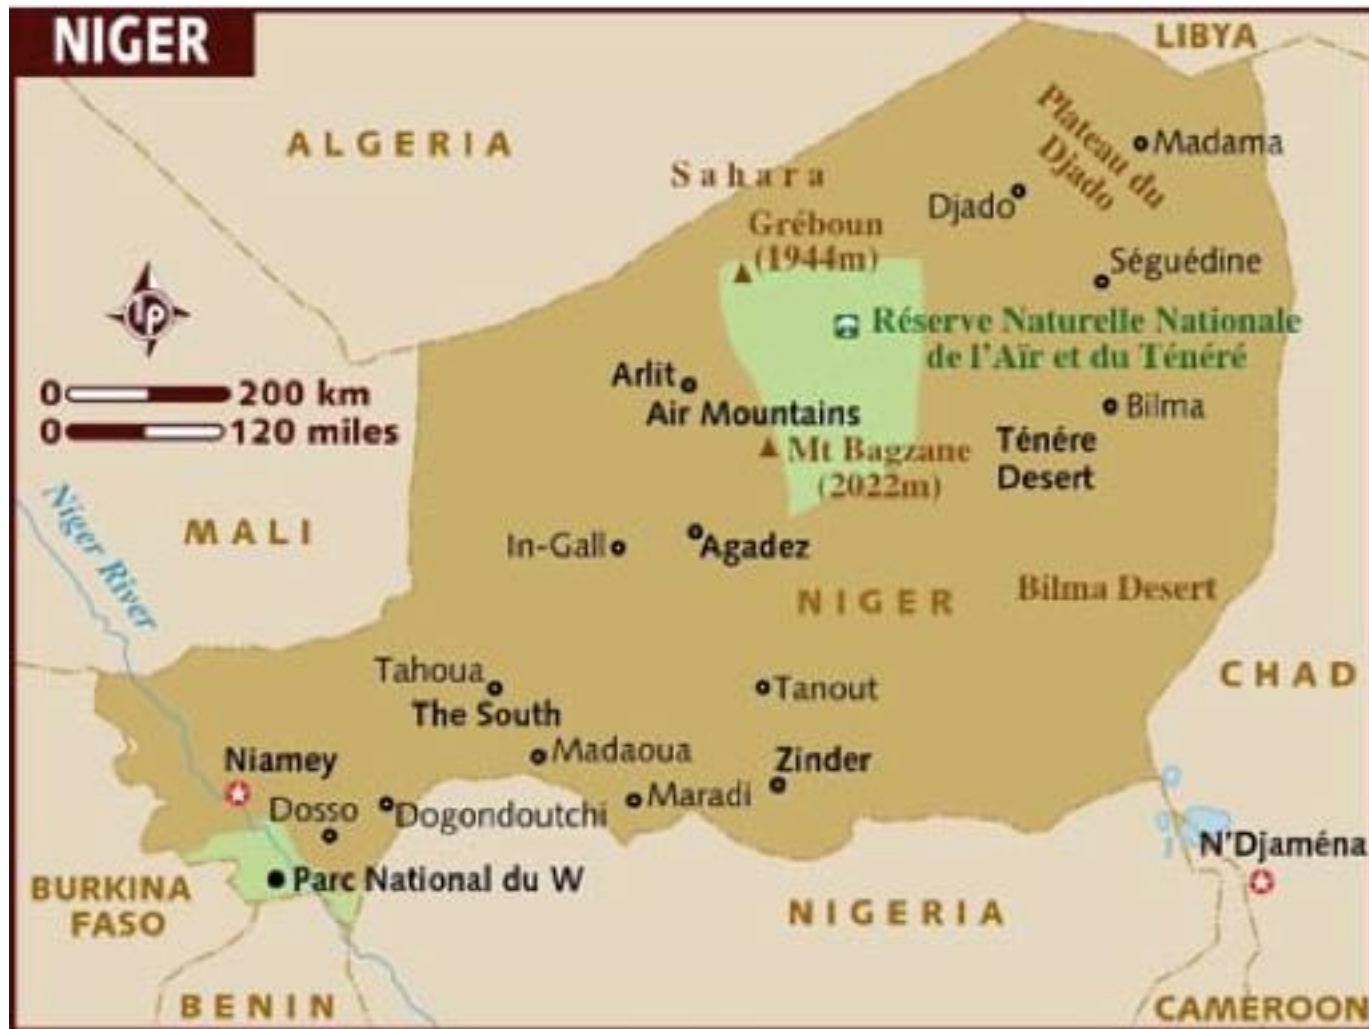 NIGER
LIBYA
ALGERIA
Plateau du
Djado
Madama
Sahara
Djado
Gréboun
(1944m)
Séguédine
LP
Réserve Naturelle Nationale
de l'Aïr et du Ténéré
Arlit
0 200 km
Air Mountains
Bilma
0 120 miles
Ténére
Desert
Mt Bagzane
(2022m)
Niger River
MALI
In-Gall
Agadez
NIGER
Bilma Desert
Tahoua
CHAD
Tanout
The South
Niamey
Madaoua
Zinder
Dosso
Dogondoutchi
Maradi
N'Djaména
Parc National du W
BURKINA
FASO
NIGERIA
BENIN
CAMEROON